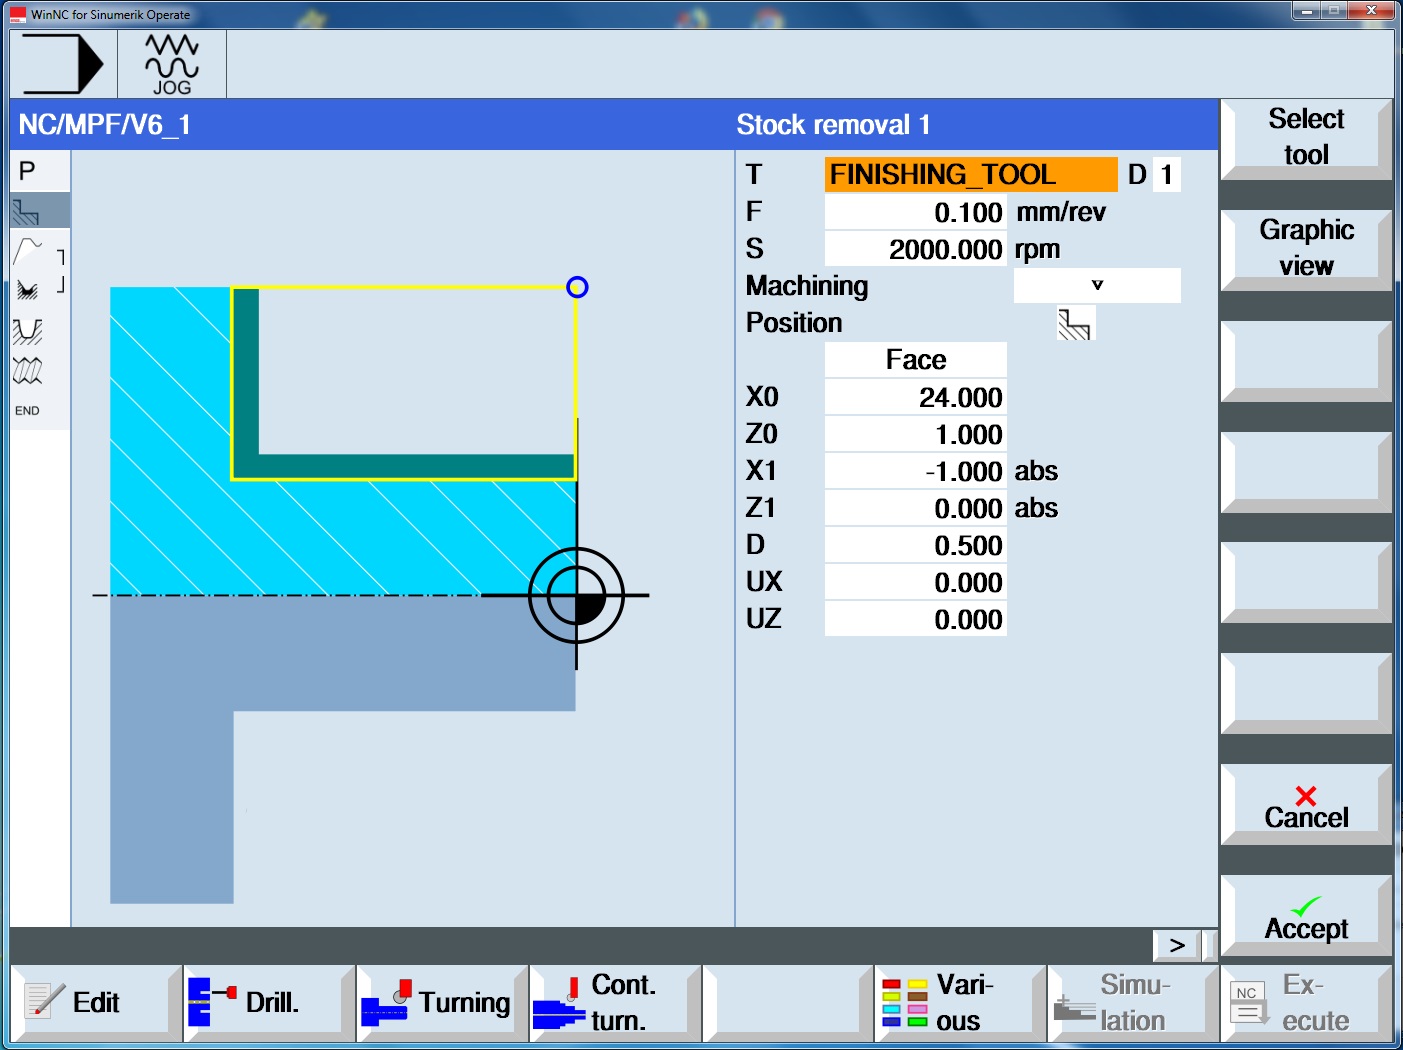 WinNC for Sinumerik Operate
JOG
NC/MPF/V6_1
Stock removal 1
P
END
T FINISHING_TOOL D 1
F 0.100 mm/rev
S 2000.000 rpm
Machining v
Position
Face
X0 24.000
Z0 1.000
X1 -1.000 abs
Z1 0.000 abs
D 0.500
UX 0.000
UZ 0.000
Select
tool
Graphic
view
Cancel
Accept
>
Edit
Drill.
Turning
Cont.
turn.
Vari-
ous
Simu-
lation
NC
Ex-
ecute